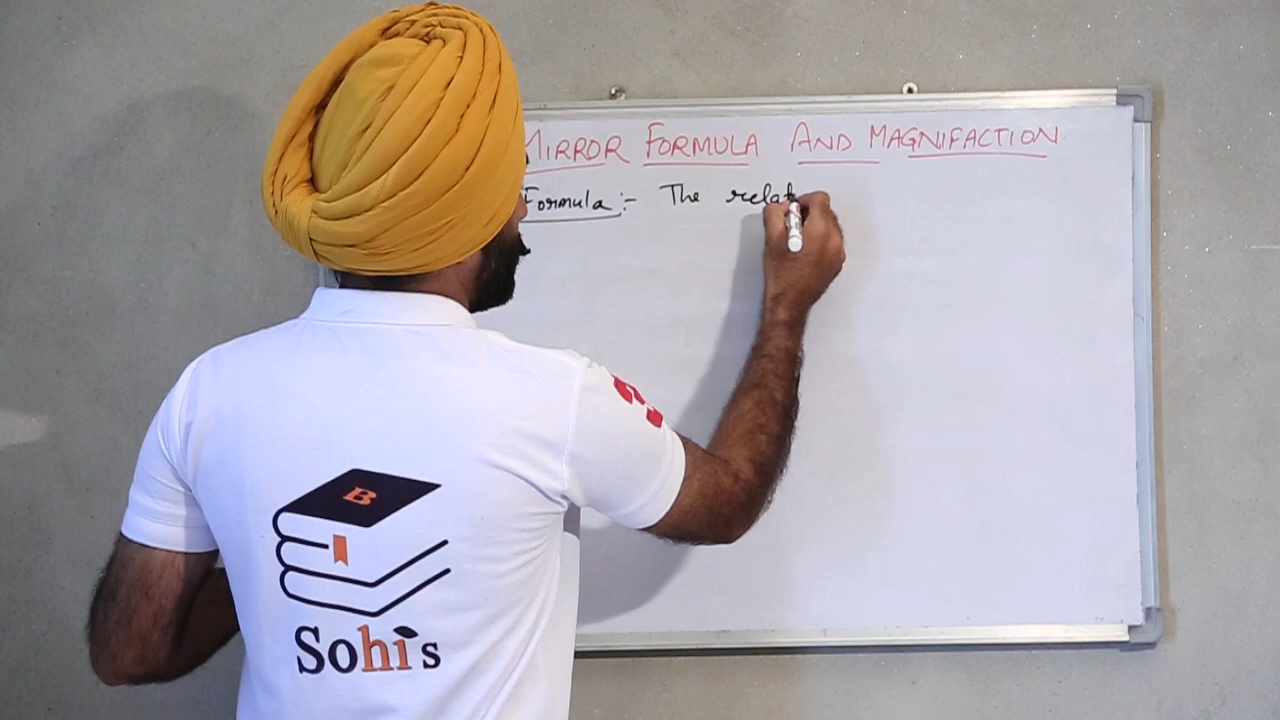 MIRROR FORMULA AND MAGNIFACTION
Formula :- The relat
B
Sohi's